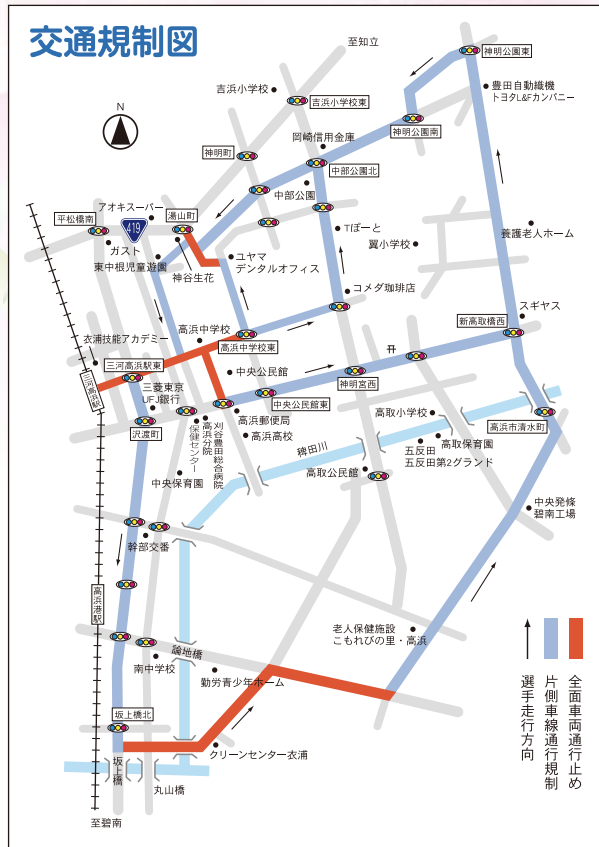 交通規制図
至知立
神明公園東
豊田自動織機
トヨタL&Fカンパニー
吉浜小学校
吉浜小学校東
岡崎信用金庫
神明公園南
N
神明町
中部公園北
中部公園
アオキスーパー
湯山町
平松橋南
419
ガスト
東中根児童遊園
神谷生花
ユヤマ
デンタルオフィス
Tぽーと
翼小学校
養護老人ホーム
コメダ珈琲店
スギヤス
新高取橋西
高浜中学校
高浜中学校東
衣浦技能アカデミー
三河高浜駅東
三河高浜駅
三菱東京
UFJ銀行
中央公民館
神明宮西
中央公民館東
沢渡町
高浜郵便局
高浜高校
刈谷豊田総合病院
高浜分院
保健センター
高取小学校
高取保育園
五反田
五反田第2グランド
高浜市清水町
稗田川
高取公民館
中央保育園
中央発條
碧南工場
幹部交番
高浜港駅
論地橋
老人保健施設
こもれびの里・高浜
南中学校
勤労青少年ホーム
坂上橋北
クリーンセンター衣浦
坂上橋
丸山橋
至碧南
全面車両通行止め
片側車線通行規制
選手走行方向